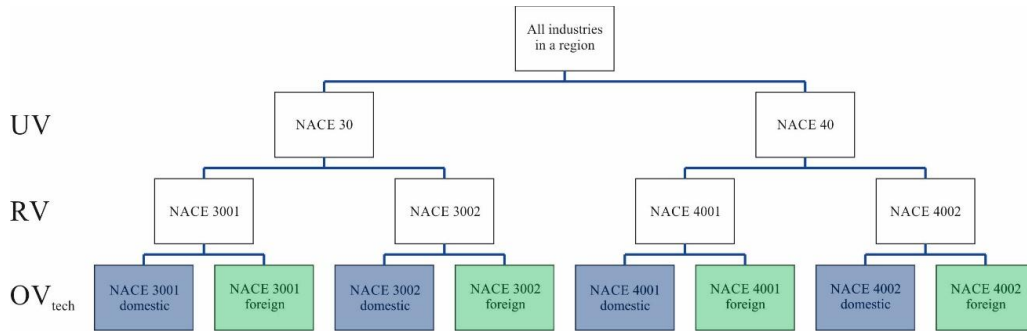 All industries
in a region
UV
NACE 30
NACE 40
RV
NACE 3001
NACE 3002
NACE 4001
NACE 4002
OVtech
NACE 3001
domestic
NACE 3001
foreign
NACE 3002
domestic
NACE 3002
foreign
NACE 4001
domestic
NACE 4001
foreign
NACE 4002
domestic
NACE 4002
foreign